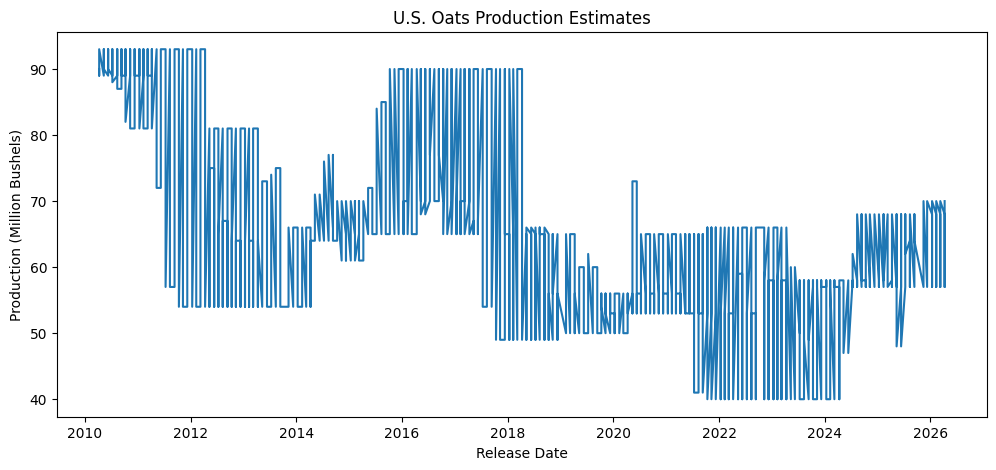 U.S. Oats Production Estimates
Production (Million Bushels)
90
80
70
60
50
40
2010 2012 2014 2016 2018 2020 2022 2024 2026
Release Date